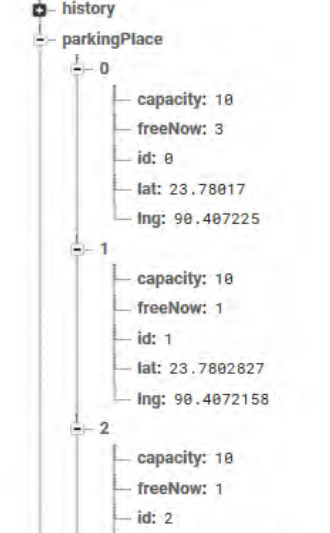 history
parkingPlace
0
capacity: 10
freeNow: 3
id: 0
lat: 23.78017
lng: 90.407225
1
capacity: 10
freeNow: 1
id: 1
lat: 23.7802827
lng: 90.4072158
2
capacity: 10
freeNow: 1
id: 2